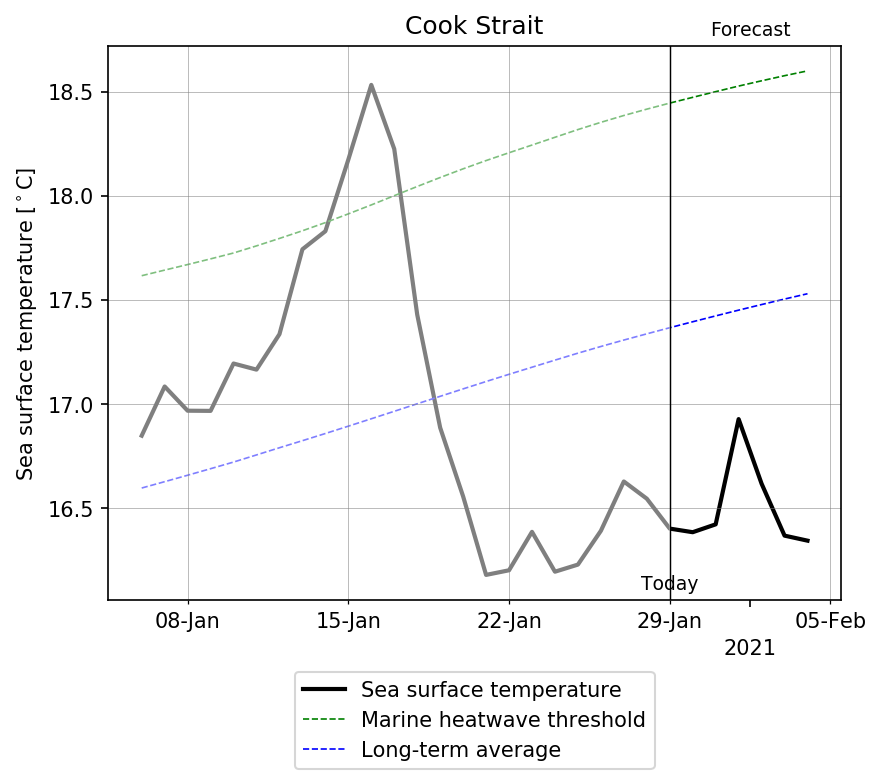 Cook Strait
Forecast
Sea surface temperature [°C]
18.5
18.0
17.5
17.0
16.5
Today
08-Jan
15-Jan
22-Jan
29-Jan
05-Feb
2021
Sea surface temperature
Marine heatwave threshold
Long-term average